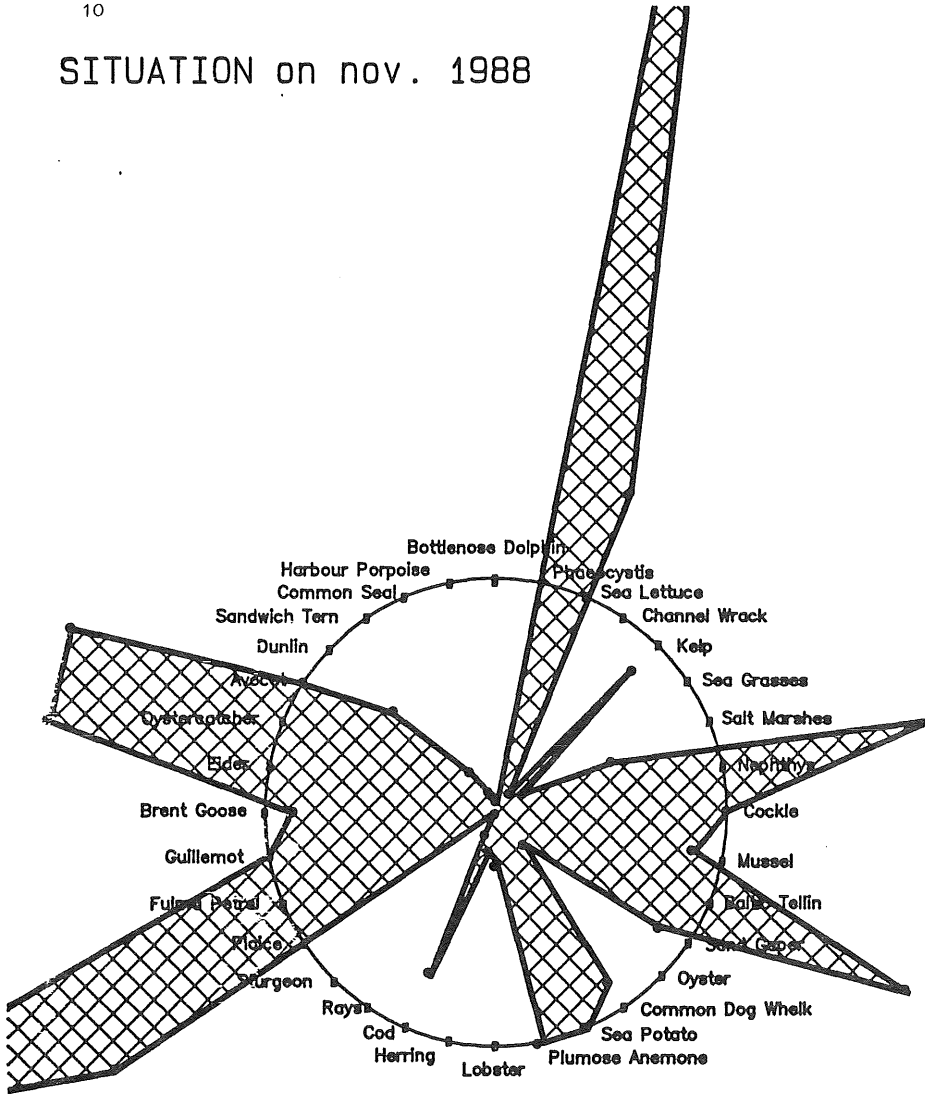 10
SITUATION on nov. 1988
Bottlenose Dolphin
Harbour Porpoise
Phaeocystis
Common Seal
Sea Lettuce
Sandwich Tern
Channel Wrack
Dunlin
Kelp
Avocet
Sea Grasses
Oystercatcher
Salt Marshes
Eider
Nephthys
Brent Goose
Cockle
Guillemot
Mussel
Fulmar Petrel
Baltic Tellin
Plaice
Sand Gaper
Sturgeon
Oyster
Rays
Common Dog Whelk
Cod
Sea Potato
Herring
Plumose Anemone
Lobster